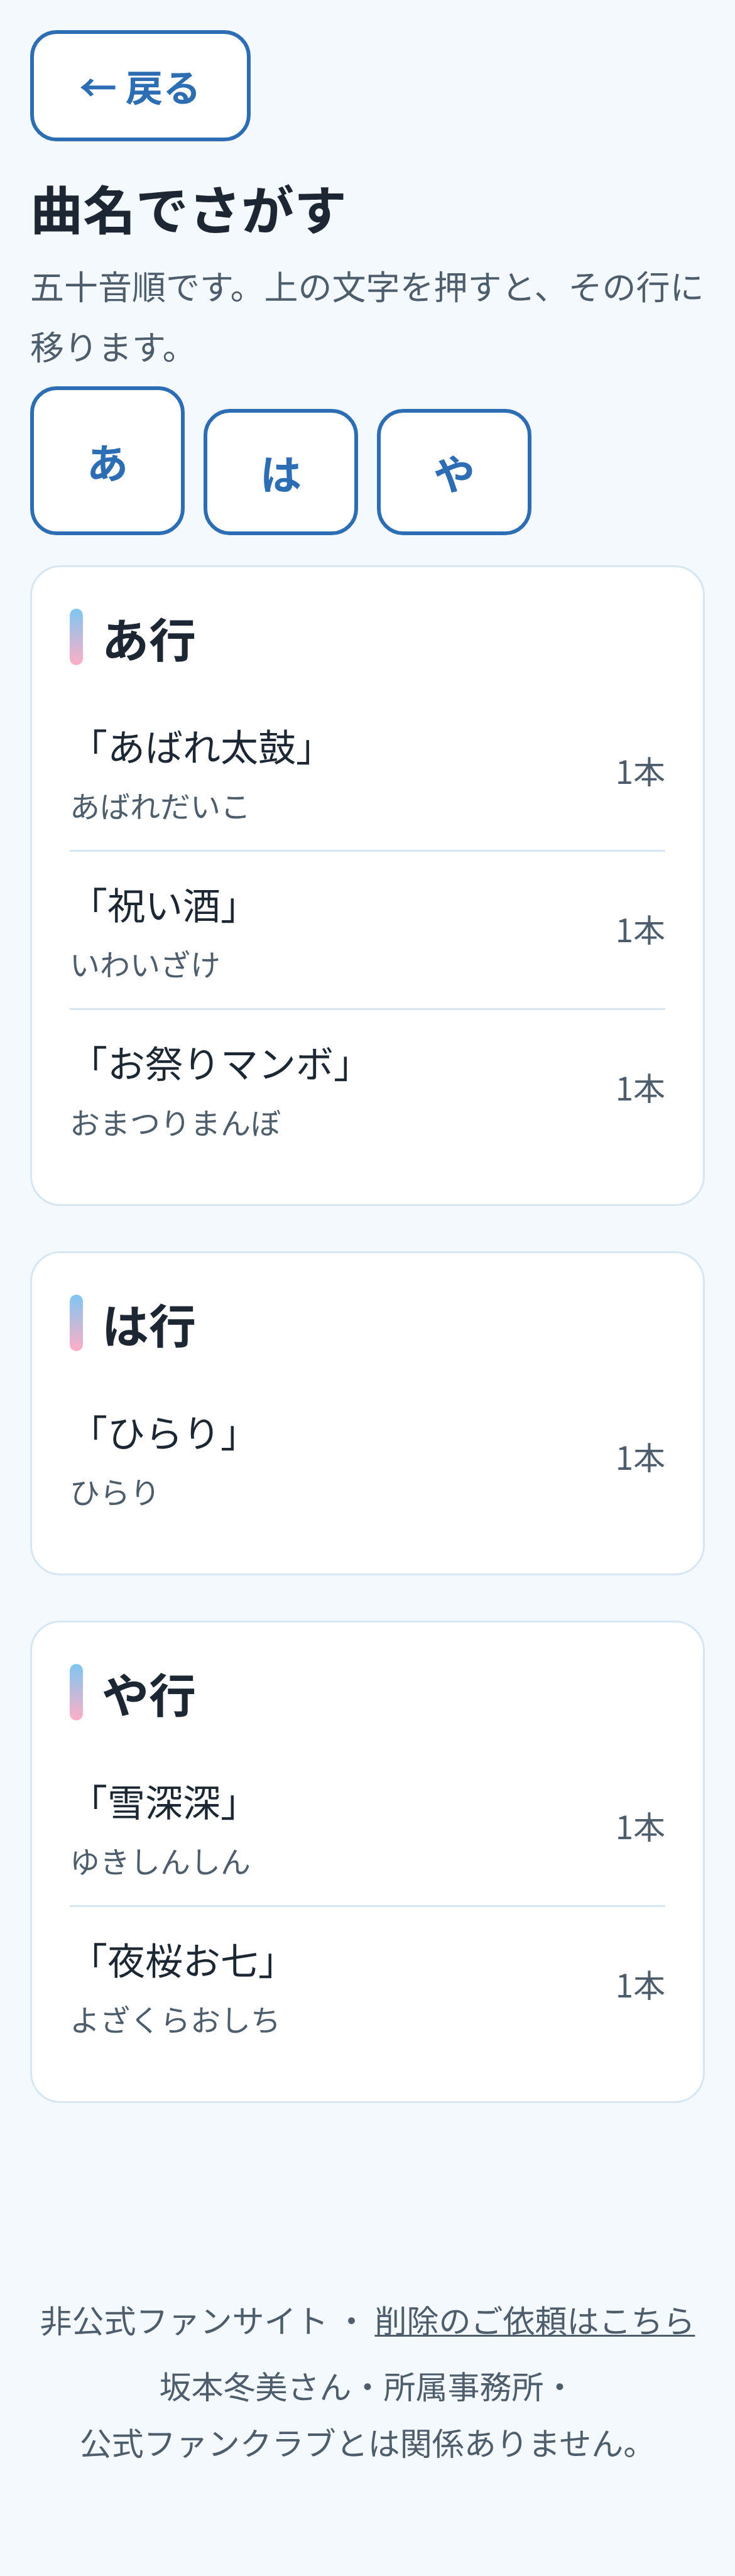 ← 戻る
曲名でさがす
五十音順です。上の文字を押すと、その行に
移ります。
あ は や
あ行
「あばれ太鼓」
あばれだいこ
1本
「祝い酒」
いわいざけ
1本
「お祭りマンボ」
おまつりまんぼ
1本
は行
「ひらり」
ひらり
1本
や行
「雪深深」
ゆきしんしん
1本
「夜桜お七」
よざくらおしち
1本
非公式ファンサイト ・ 削除のご依頼はこちら
坂本冬美さん・所属事務所・
公式ファンクラブとは関係ありません。